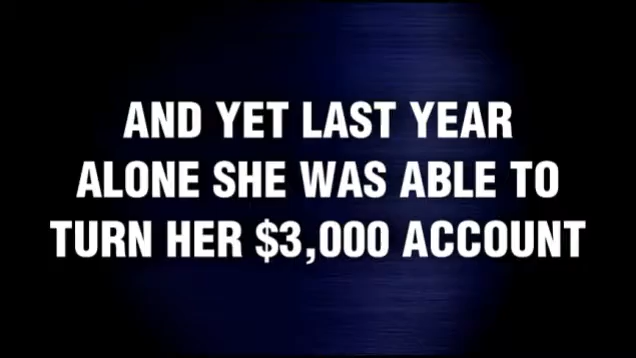 AND YET LAST YEAR
ALONE SHE WAS ABLE TO
TURN HER $3,000 ACCOUNT